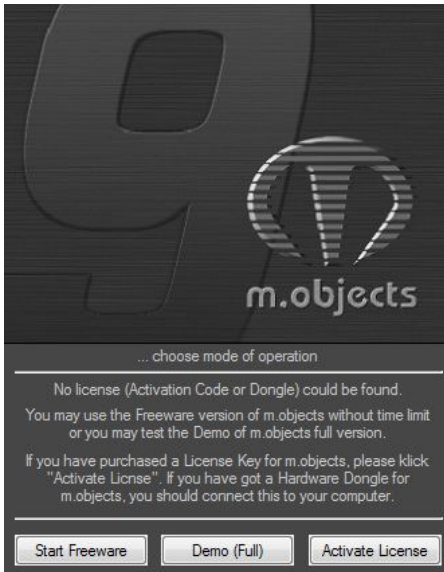 9
m.objects
... choose mode of operation
No license (Activation Code or Dongle) could be found.
You may use the Freeware version of m.objects without time limit
or you may test the Demo of m.objects full version.
If you have purchased a License Key for m.objects, please klick
"Activate Licnse". If you have got a Hardware Dongle for
m.objects, you should connect this to your computer.
Start Freeware
Demo (Full)
Activate License